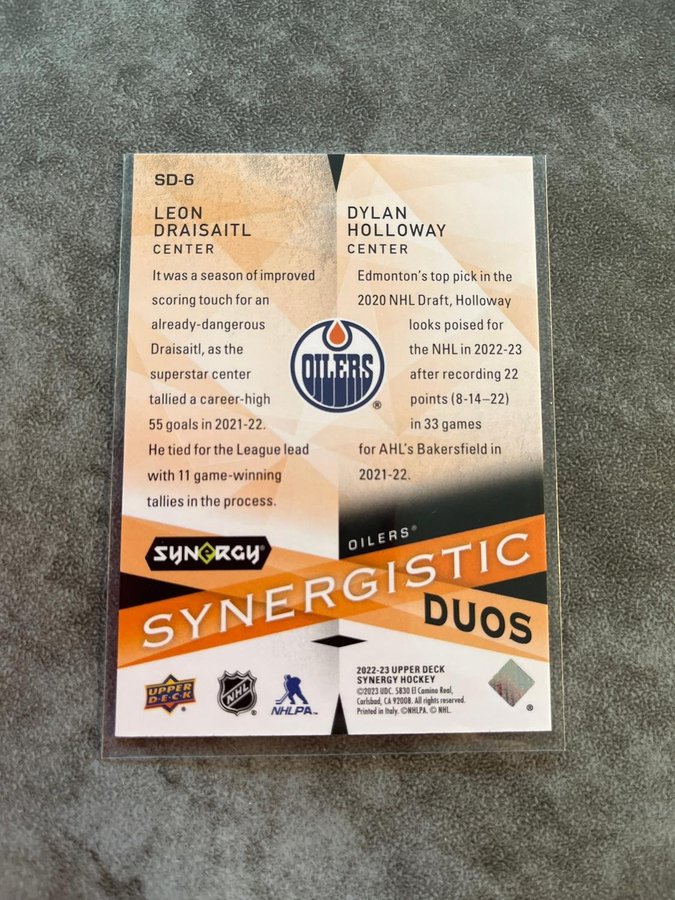 SD-6
LEON
DRAISAITL
CENTER
It was a season of improved
scoring touch for an
already-dangerous
Draisaitl, as the
superstar center
tallied a career-high
55 goals in 2021-22.
He tied for the League lead
with 11 game-winning
tallies in the process.
DYLAN
HOLLOWAY
CENTER
Edmonton's top pick in the
2020 NHL Draft, Holloway
looks poised for
the NHL in 2022-23
after recording 22
points (8-14–22)
in 33 games
for AHL's Bakersfield in
2021-22.
OILERS®
SYNERGY®
OILERS®
SYNERGISTIC
DUOS
UPPER
D·E·C·K
NHL
NHLPA™
2022-23 UPPER DECK
SYNERGY HOCKEY
©2023 UDC. 5830 El Camino Real,
Carlsbad, CA 92008. All rights reserved.
Printed in Italy. ©NHLPA. © NHL.
®